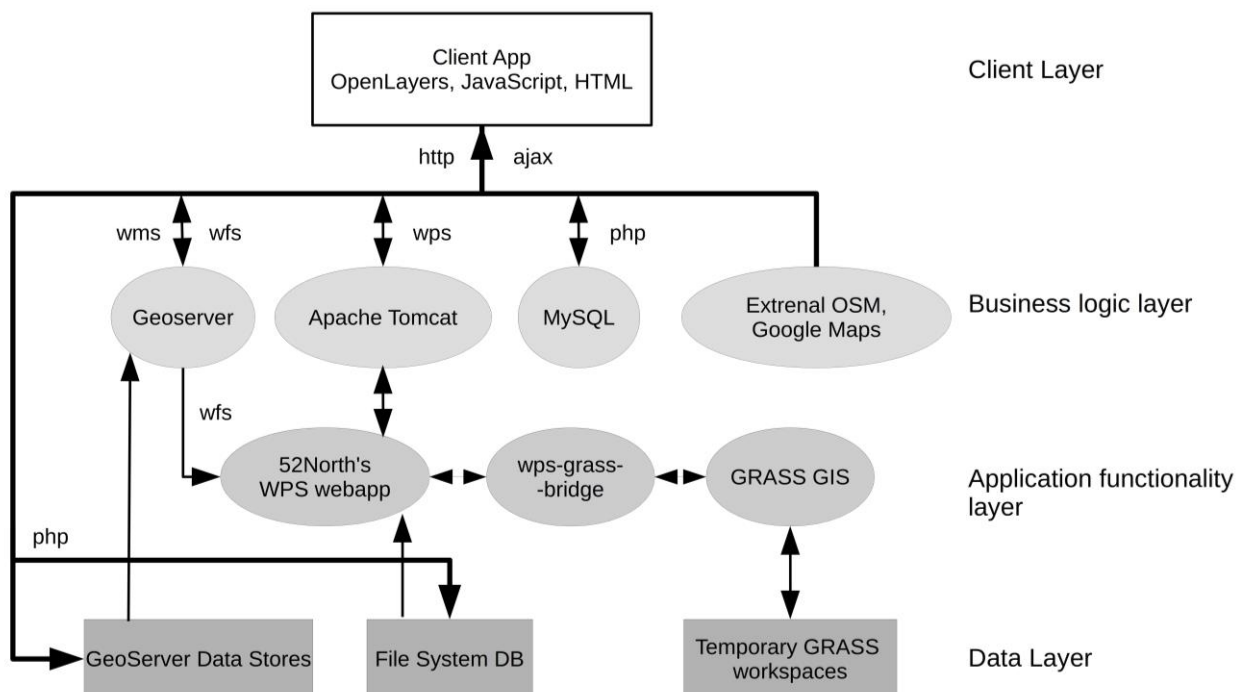 Client App
OpenLayers, JavaScript, HTML
Client Layer
http
ajax
wms
wfs
wps
php
Geoserver
Apache Tomcat
MySQL
Extrenal OSM,
Google Maps
Business logic layer
wfs
52North's
WPS webapp
wps-grass-
-bridge
GRASS GIS
Application functionality
layer
php
GeoServer Data Stores
File System DB
Temporary GRASS
workspaces
Data Layer